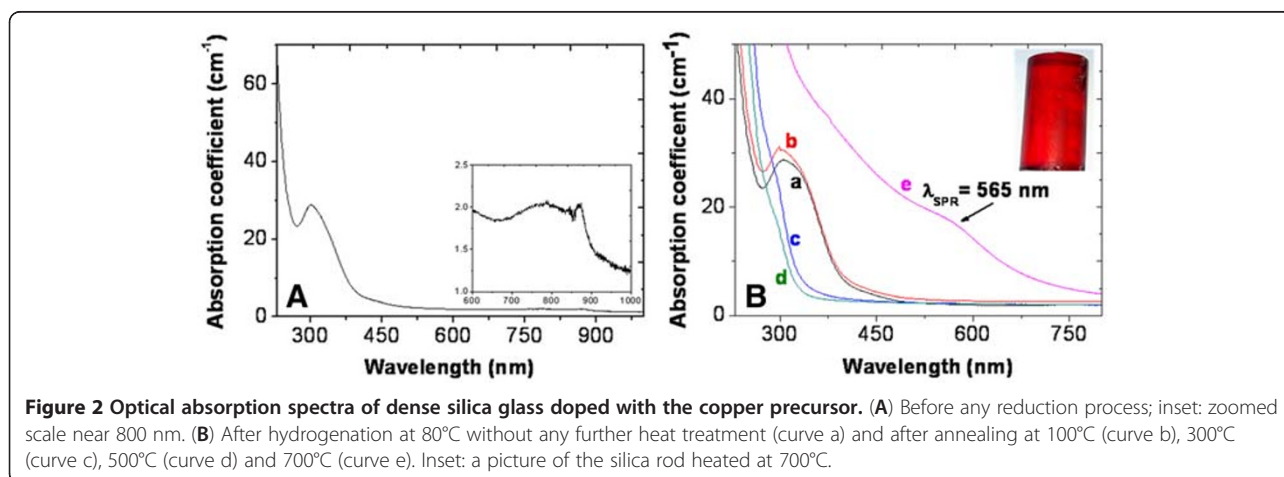 Absorption coefficient (cm⁻¹)
60
40
20
0
300 450 600 750 900
Wavelength (nm)
A
2.5
2.0
1.5
1.0
600 700 800 900 1000
Absorption coefficent (cm⁻¹)
40
20
0
300 450 600 750
Wavelength (nm)
B
b
a
c
d
e
λSPR = 565 nm
Figure 2 Optical absorption spectra of dense silica glass doped with the copper precursor. (A) Before any reduction process; inset: zoomed
scale near 800 nm. (B) After hydrogenation at 80°C without any further heat treatment (curve a) and after annealing at 100°C (curve b), 300°C
(curve c), 500°C (curve d) and 700°C (curve e). Inset: a picture of the silica rod heated at 700°C.